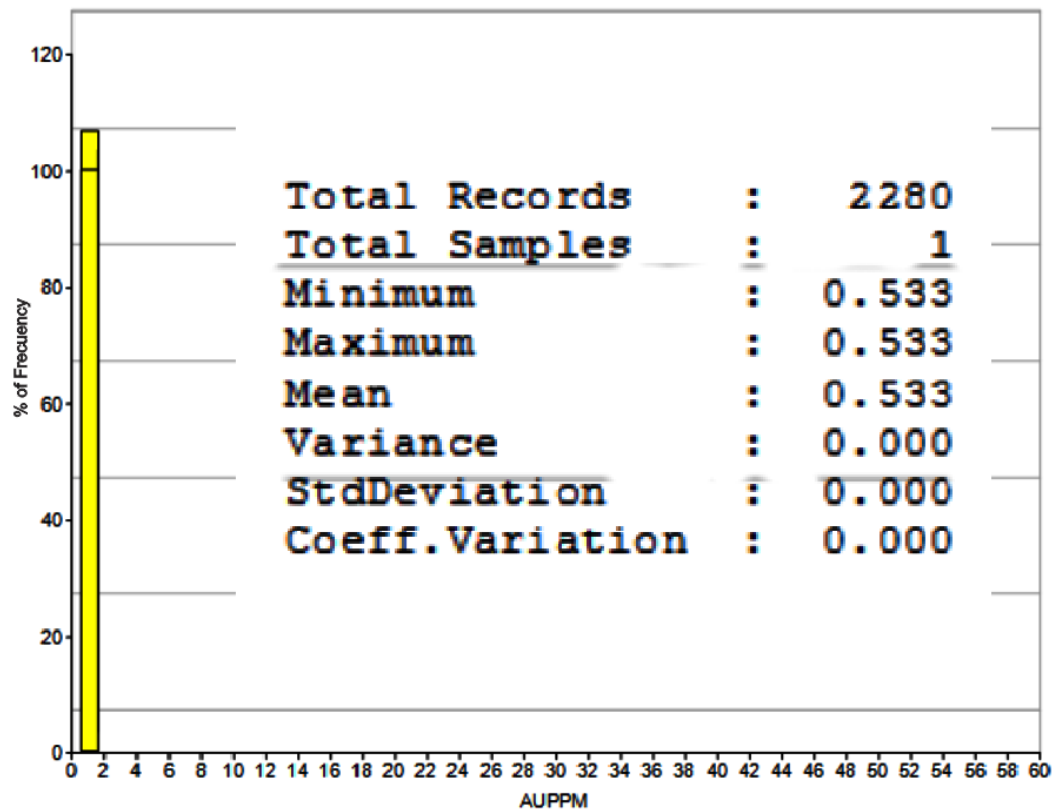 120
100
80
60
40
20
0
% of Frecuency
Total Records : 2280
Total Samples : 1
Minimum : 0.533
Maximum : 0.533
Mean : 0.533
Variance : 0.000
StdDeviation : 0.000
Coeff.Variation : 0.000
0 2 4 6 8 10 12 14 16 18 20 22 24 26 28 30 32 34 36 38 40 42 44 46 48 50 52 54 56 58 60
AUPPM